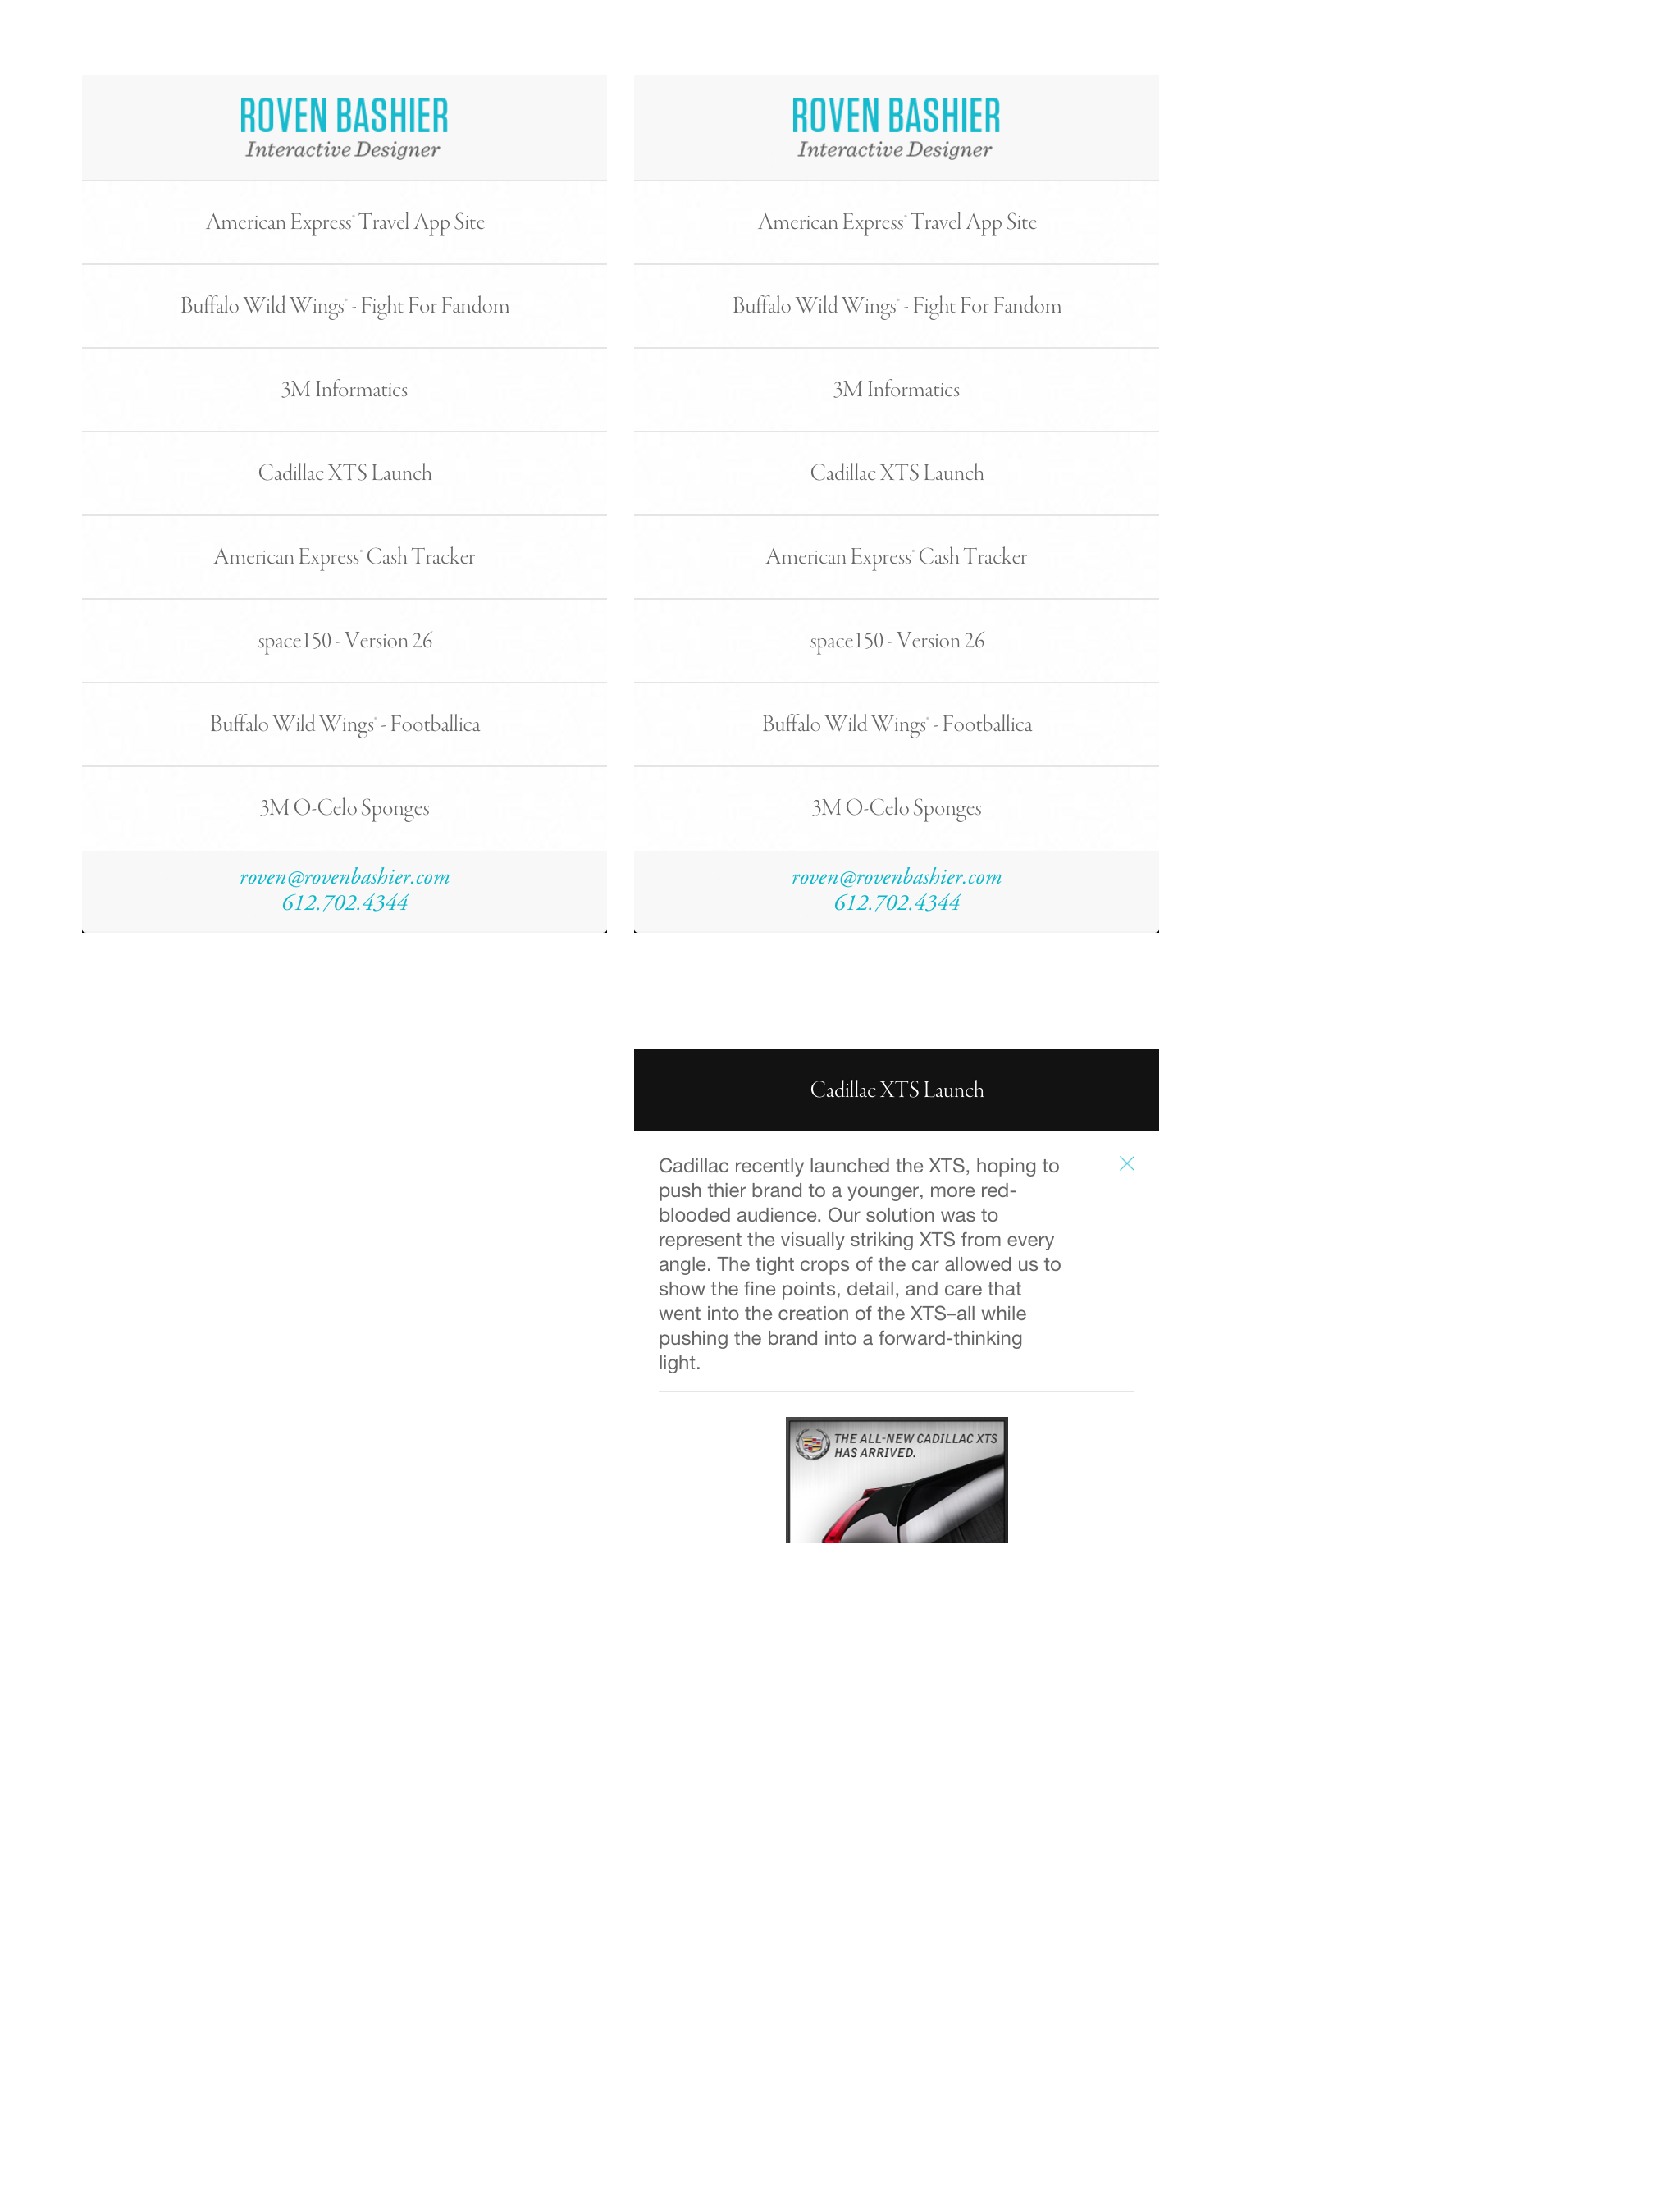 ROVEN BASHIER
Interactive Designer
American Express® Travel App Site
Buffalo Wild Wings® - Fight For Fandom
3M Informatics
Cadillac XTS Launch
American Express® Cash Tracker
space150 - Version 26
Buffalo Wild Wings® - Footballica
3M O-Celo Sponges
roven@rovenbashier.com
612.702.4344
ROVEN BASHIER
Interactive Designer
American Express® Travel App Site
Buffalo Wild Wings® - Fight For Fandom
3M Informatics
Cadillac XTS Launch
American Express® Cash Tracker
space150 - Version 26
Buffalo Wild Wings® - Footballica
3M O-Celo Sponges
roven@rovenbashier.com
612.702.4344
Cadillac XTS Launch
Cadillac recently launched the XTS, hoping to
push thier brand to a younger, more red-
blooded audience. Our solution was to
represent the visually striking XTS from every
angle. The tight crops of the car allowed us to
show the fine points, detail, and care that
went into the creation of the XTS–all while
pushing the brand into a forward-thinking
light.
THE ALL-NEW CADILLAC XTS
HAS ARRIVED.